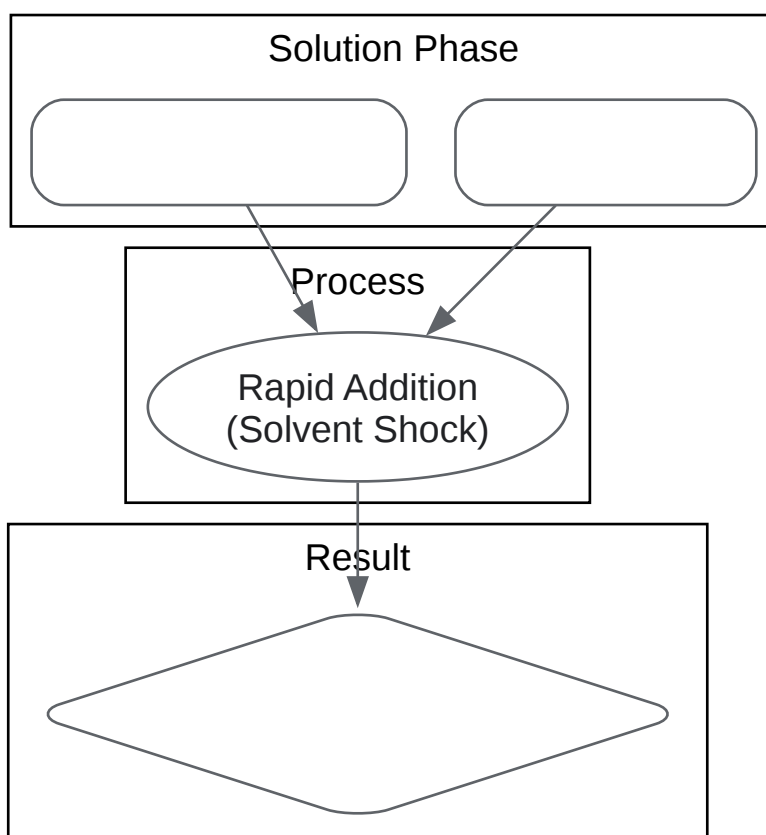 Solution Phase
Process
Rapid Addition
(Solvent Shock)
Result